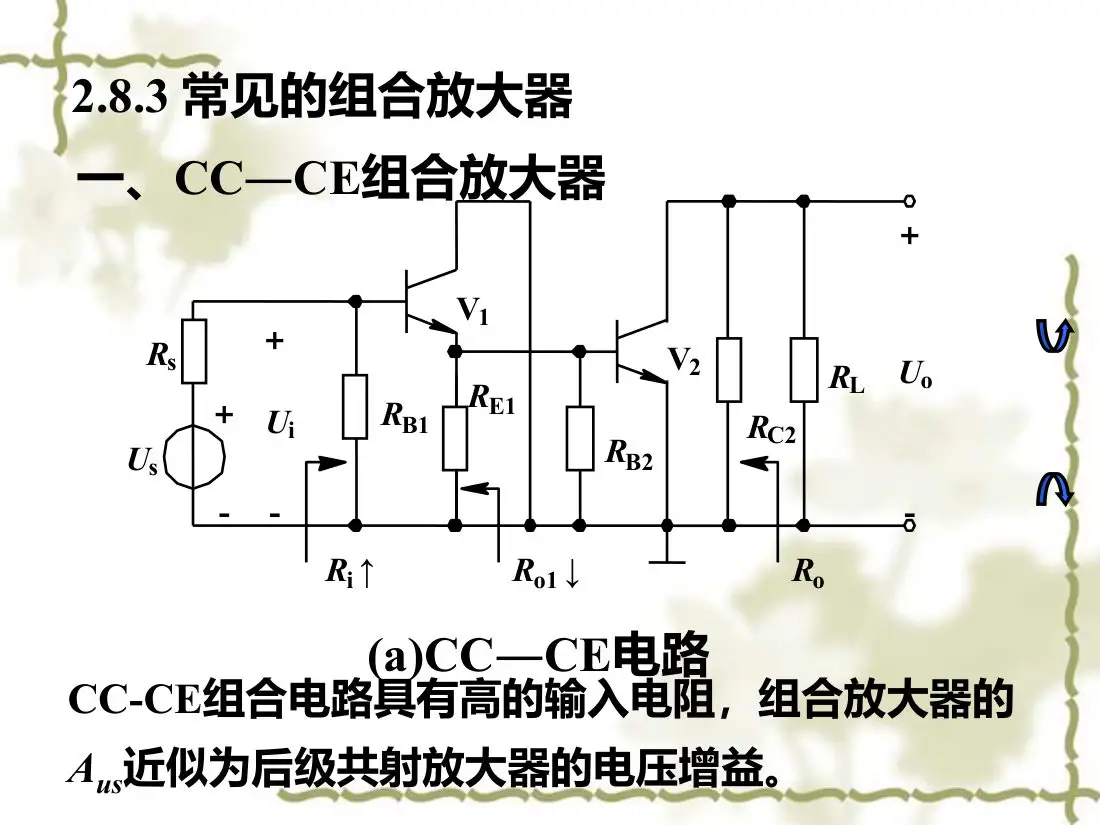 2.8.3 常见的组合放大器
一、CC—CE组合放大器
+
V1
Rs
+
V2
RL
Uo
RE1
+
Ui
RB1
RC2
Us
RB2
-
-
-
Ri↑
Ro1↓
Ro
(a)CC—CE电路
CC-CE组合电路具有高的输入电阻，组合放大器的
Aus近似为后级共射放大器的电压增益。